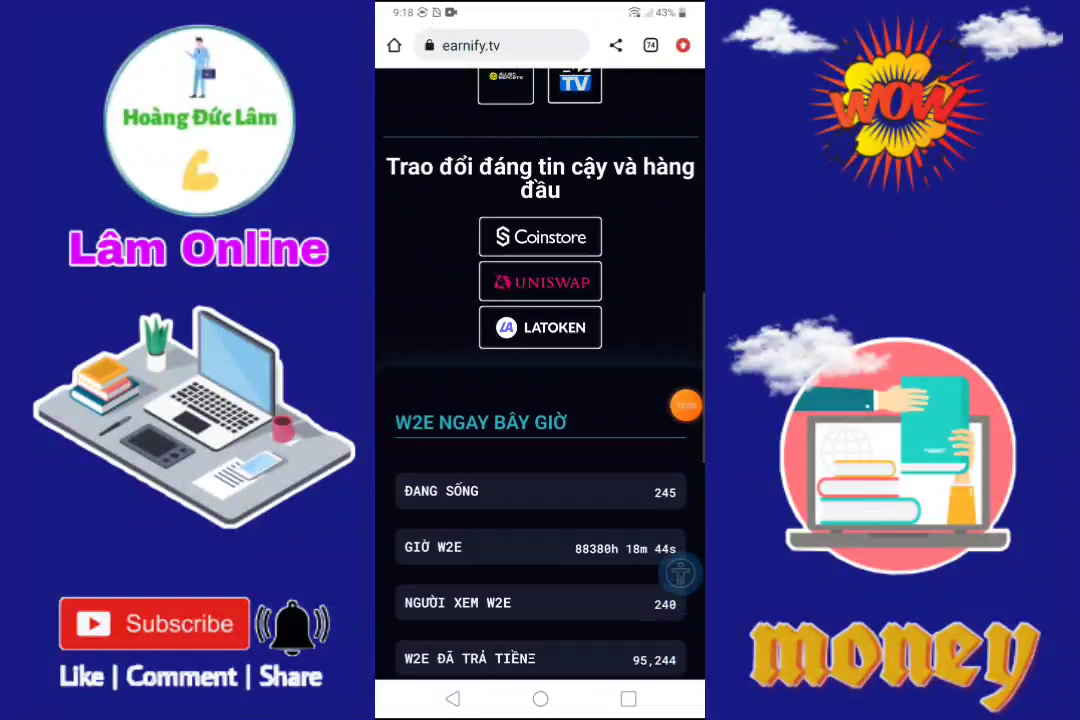 Hoàng Đức Lâm
Lâm Online
Subscribe
Like | Comment | Share
9:18
43%
earnify.tv
74
TV
Trao đổi đáng tin cậy và hàng
đầu
Coinstore
UNISWAP
LA LATOKEN
W2E NGAY BÂY GIỜ
ĐANG SỐNG 245
GIỜ W2E 88380h 18m 44s
NGƯỜI XEM W2E 240
W2E ĐÃ TRẢ TIỀNΞ 95,244
WOW
money